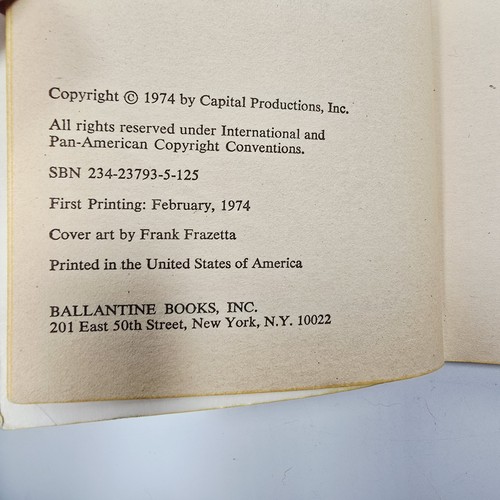 Copyright © 1974 by Capital Productions, Inc.
All rights reserved under International and
Pan-American Copyright Conventions.
SBN 234-23793-5-125
First Printing: February, 1974
Cover art by Frank Frazetta
Printed in the United States of America
BALLANTINE BOOKS, INC.
201 East 50th Street, New York, N.Y. 10022